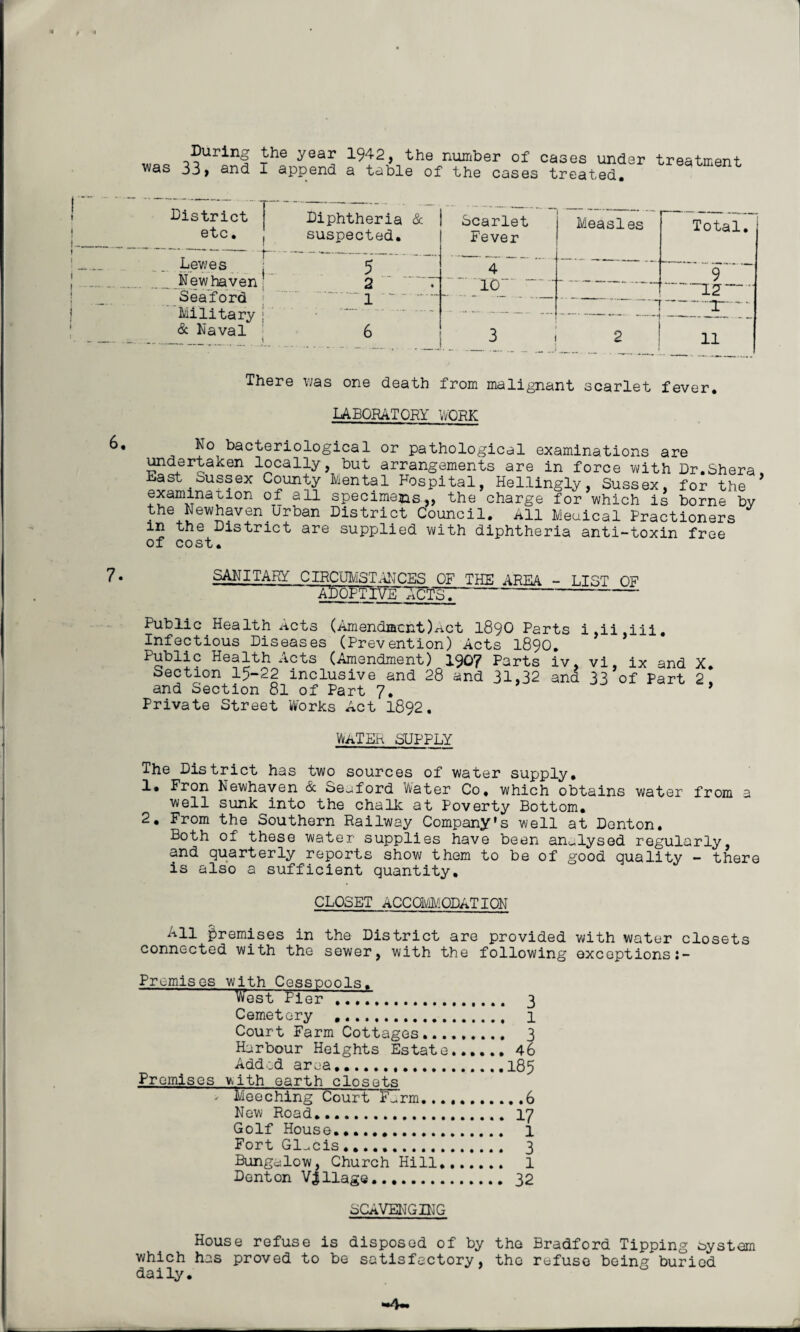 During the year 1942, the number of cases under treatment
was 33, and I append a table of the cases treated.
District etc. Diphtheria & suspected. Scarlet Fever Measles Total.
Lewes 5 4 9
Newhaven 2 10 12
Seaford 1 1
Military & Naval 6 3 2 11
There was one death from malignant scarlet fever.
LABORATORY WORK
6. No bacteriological or pathological examinations are
undertaken locally, but arrangements are in force with Dr.Shera,
East Sussex County Mental Hospital, Hellingly, Sussex, for the
examination of all specimens,, the charge for which is borne by
the Newhaven Urban District Council. All Medical Practioners
in the District are supplied with diphtheria anti-toxin free
of cost.
7. SANITARY CIRCUMSTANCES OF THE AREA - LIST OF
ADOPTIVE ACTS.
Public Health Acts (Amendment)Act 1890 Parts i,ii,iii.
Infectious Diseases (Prevention) Acts 1890.
Public Health Acts (Amendment) 1907 Parts iv, vi, ix and X.
Section 15-22 inclusive and 28 and 31,32 and 33 of Part 2,
and Section 81 of Part 7.
Private Street Works Act 1892.
WATER SUPPLY
The District has two sources of water supply.
1. Fron Newhaven & Seaford Water Co. which obtains water from a
well sunk into the chalk at Poverty Bottom.
2. From the Southern Railway Company's well at Denton.
Both of these water supplies have been analysed regularly,
and quarterly reports show them to be of good quality - there
is also a sufficient quantity.
CLOSET ACCOMMODATION
All premises in the District are provided with water closets
connected with the sewer, with the following exceptions:-
Premises with Cesspools.
West Pier .................... 3
Cemetery .................... 1
Court Farm Cottages......... 3
Harbour Heights Estate...... 46
Added area...................185
Premises with earth closets
Meeching Court Farm...........6
New Road..................... 17
Golf House................... 1
Fort Glacis.................. 3
Bungalow, Church Hill....... 1
Denton Village............... 32
SCAVENGING
House refuse is disposed of by the Bradford Tipping System
which has proved to be satisfactory, the refuse being buried
daily.
-4-